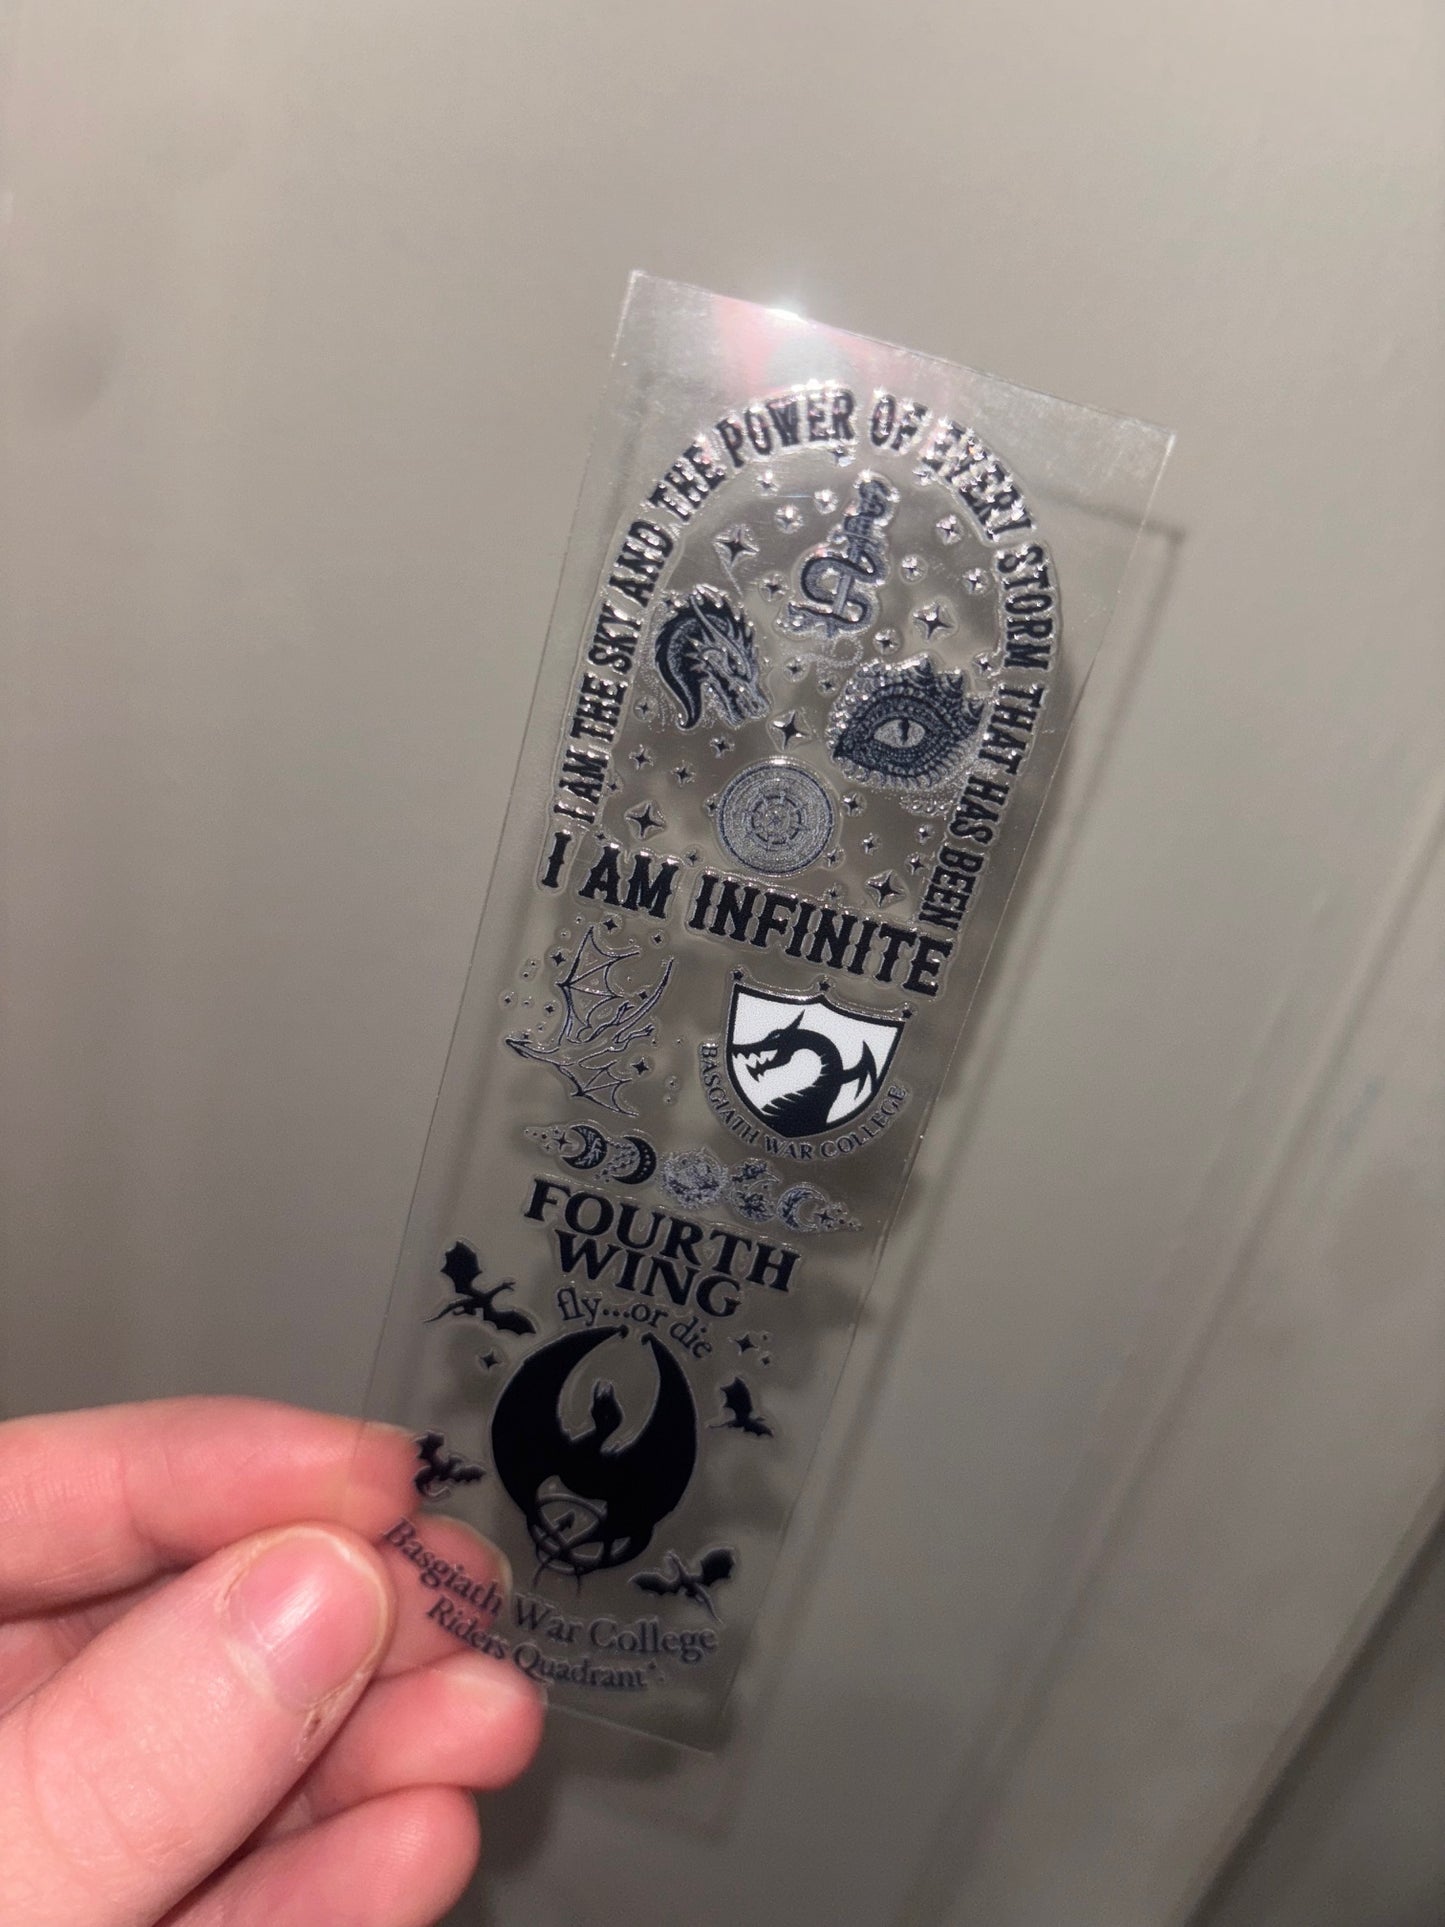 I AM THE SKY AND THE POWER OF EVERY STORM THAT HAS BEEN
I AM INFINITE
BASGIATH WAR COLLEGE
FOURTH
WING
fly...or die
Basgiath War College
Riders Quadrant